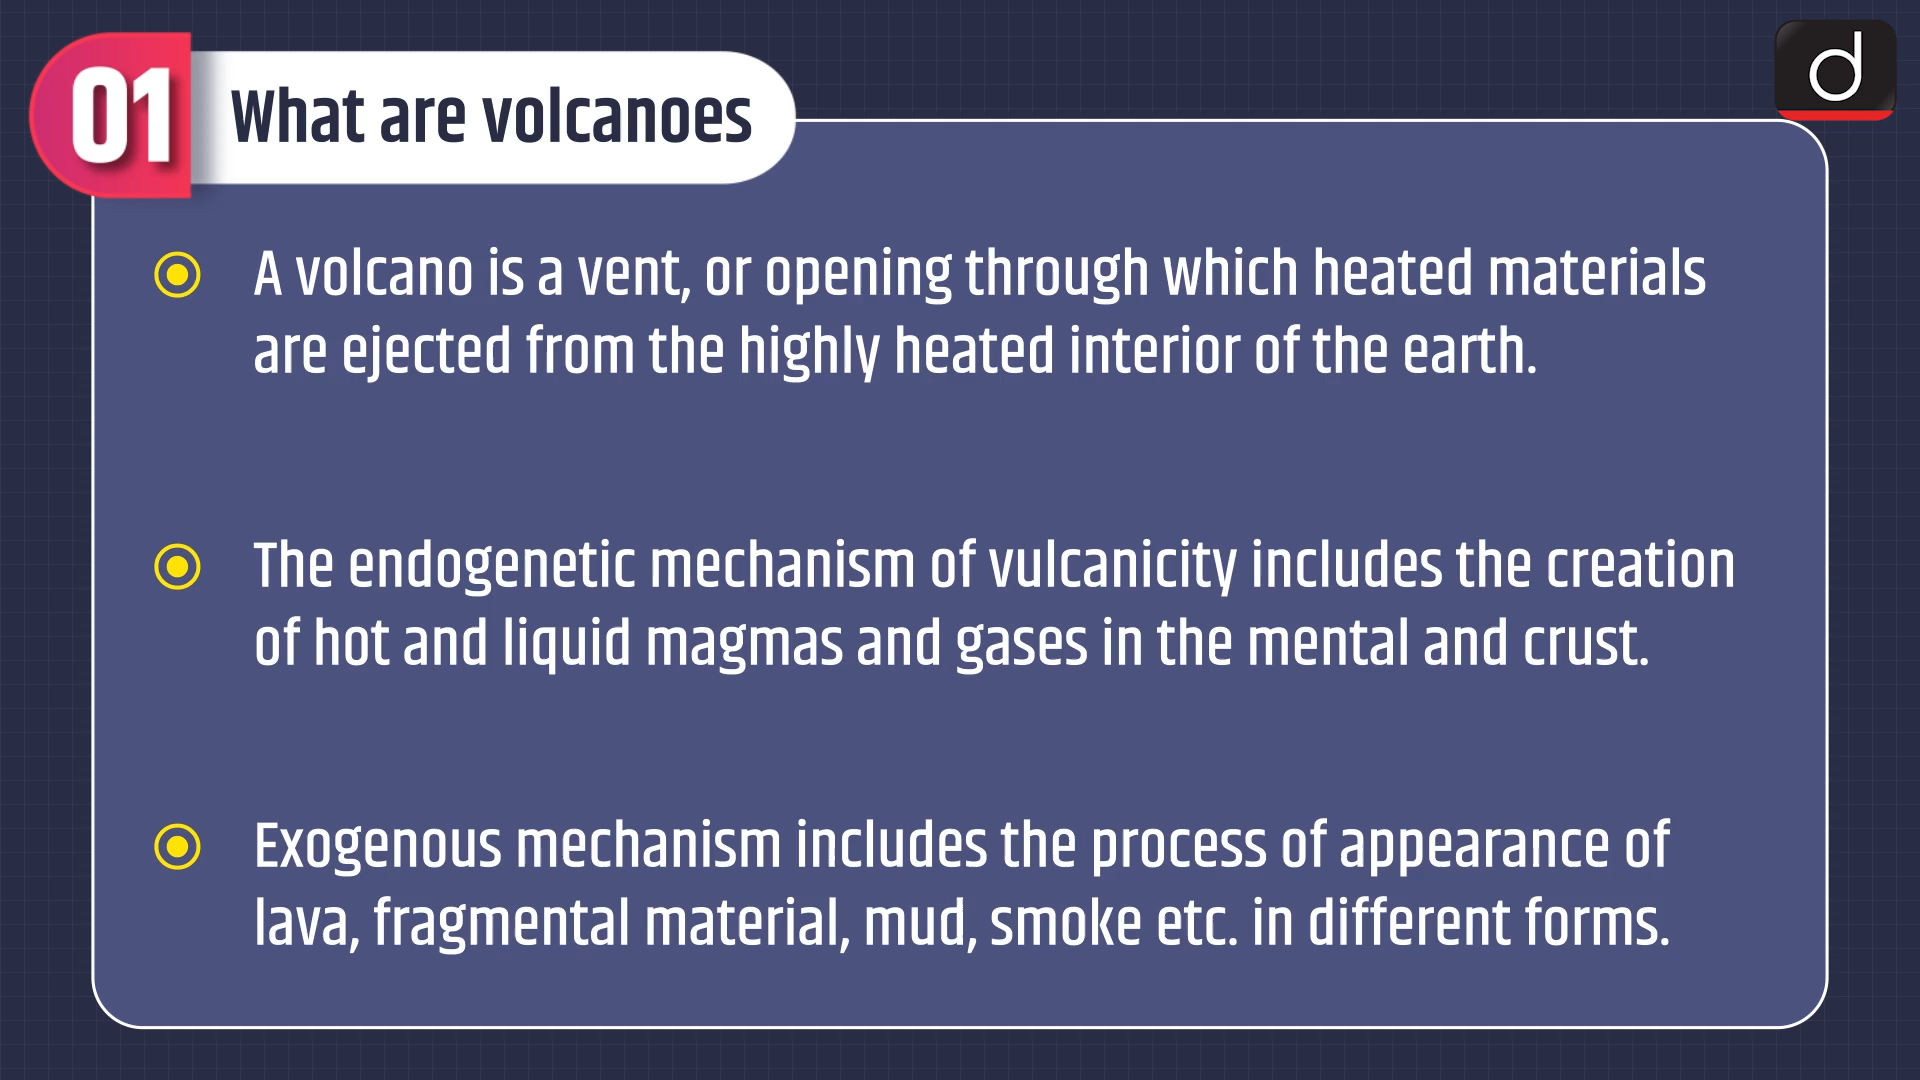 01
What are volcanoes
d
A volcano is a vent, or opening through which heated materials
are ejected from the highly heated interior of the earth.
The endogenetic mechanism of vulcanicity includes the creation
of hot and liquid magmas and gases in the mental and crust.
Exogenous mechanism includes the process of appearance of
lava, fragmental material, mud, smoke etc. in different forms.